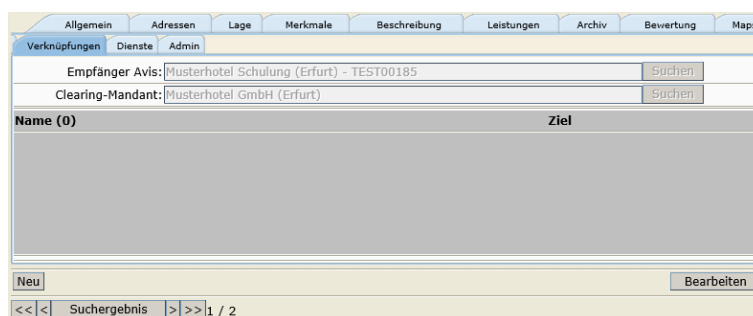 Allgemein Adressen Lage Merkmale Beschreibung Leistungen Archiv Bewertung Maps
Verknüpfungen Dienste Admin
Empfänger Avis: Musterhotel Schulung (Erfurt) - TEST00185 Suchen
Clearing-Mandant: Musterhotel GmbH (Erfurt) Suchen
Name (0) Ziel
Neu Bearbeiten
<< < Suchergebnis > >> 1 / 2